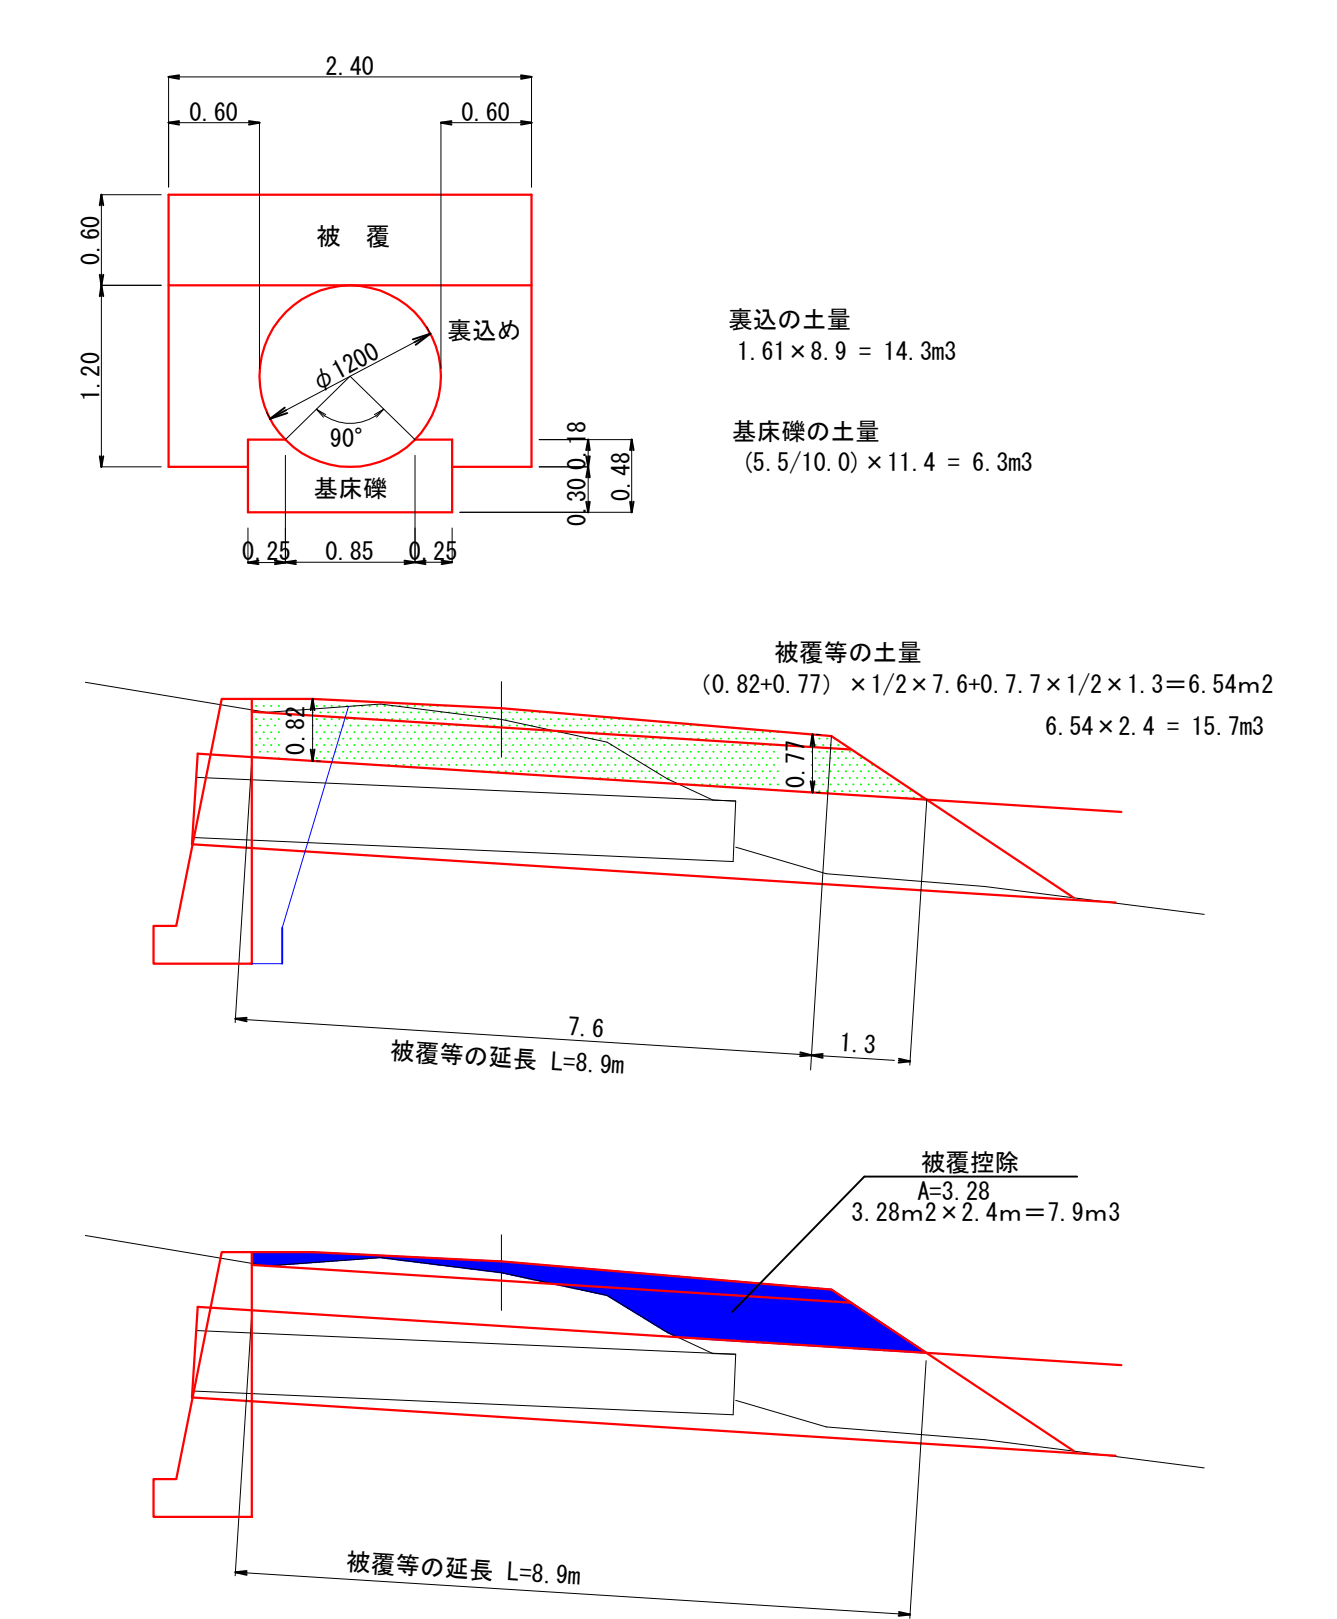 2.40
0.60
0.60
0.60
被　覆
1.20
裏込め
φ1200
90°
基床礫
0.18
0.30
0.48
0.25
0.85
0.25
裏込の土量
1.61×8.9 = 14.3m3
基床礫の土量
(5.5/10.0)×11.4 = 6.3m3
被覆等の土量
(0.82+0.77) ×1/2×7.6+0.7.7×1/2×1.3=6.54m2
6.54×2.4 = 15.7m3
0.82
0.77
7.6
1.3
被覆等の延長 L=8.9m
被覆控除
A=3.28
3.28m2×2.4m=7.9m3
被覆等の延長 L=8.9m